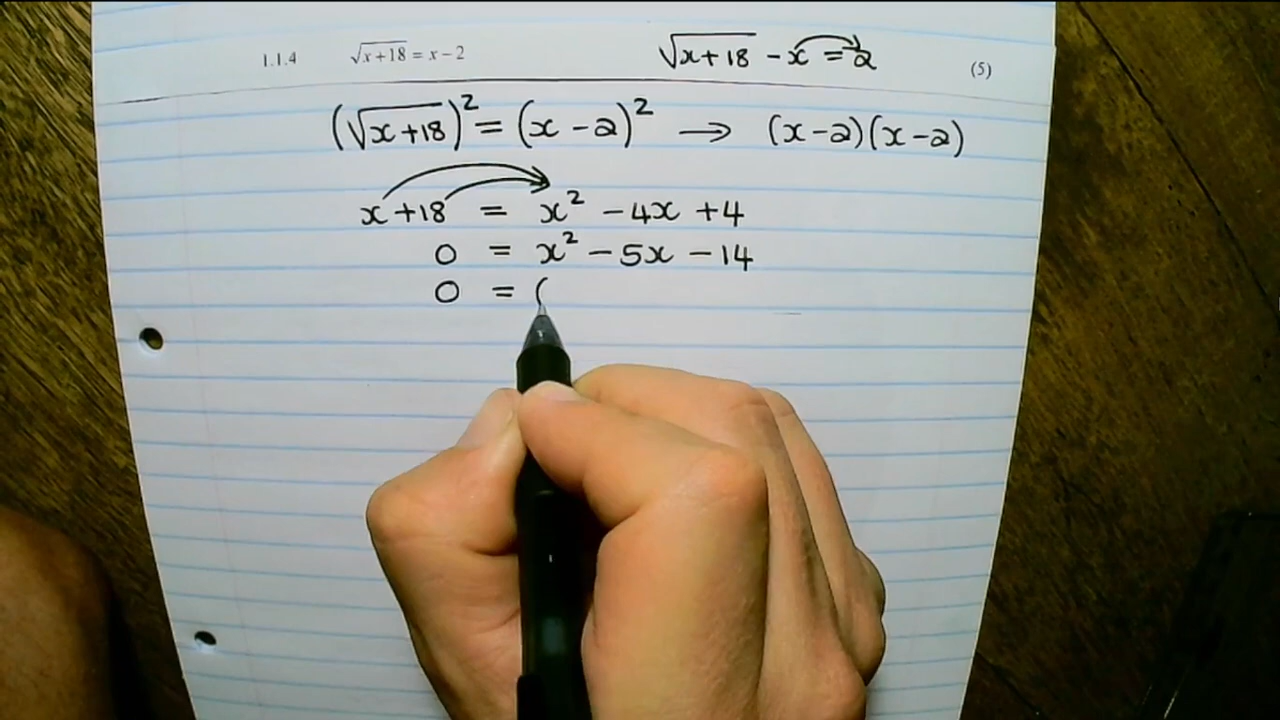 1.1.4 √x+18 = x − 2 √x+18 − x = 2 (5)
(√x+18)² = (x − 2)² → (x−2)(x−2)
x + 18 = x² − 4x + 4
0 = x² − 5x − 14
0 = (